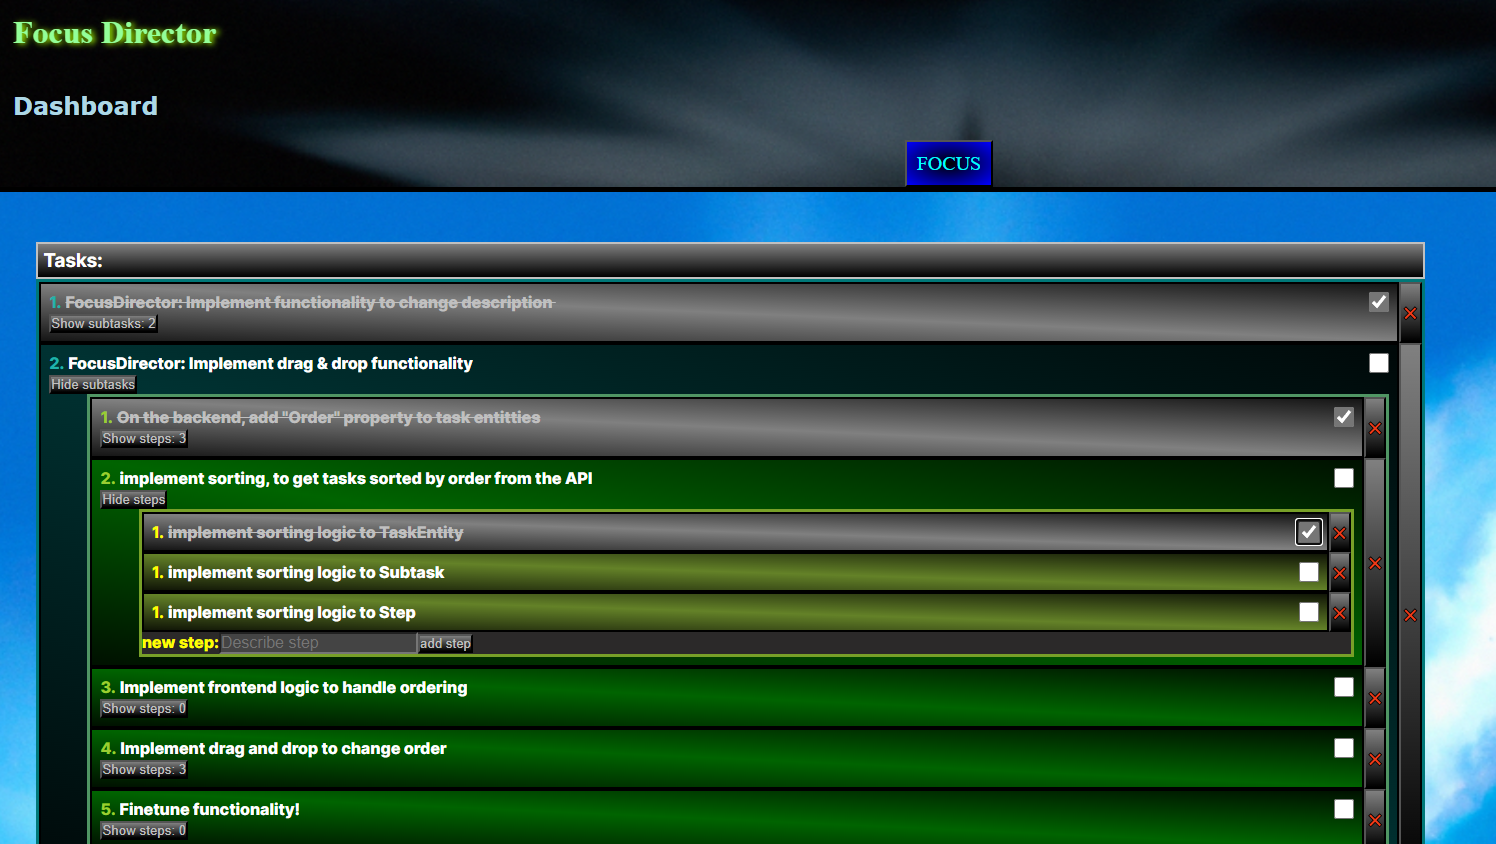 Focus Director
Dashboard
FOCUS
Tasks:
1. FocusDirector: Implement functionality to change description
Show subtasks: 2
2. FocusDirector: Implement drag & drop functionality
Hide subtasks
1. On the backend, add "Order" property to task entitties
Show steps: 3
2. implement sorting, to get tasks sorted by order from the API
Hide steps
1. implement sorting logic to TaskEntity
1. implement sorting logic to Subtask
1. implement sorting logic to Step
new step: Describe step add step
3. Implement frontend logic to handle ordering
Show steps: 0
4. Implement drag and drop to change order
Show steps: 3
5. Finetune functionality!
Show steps: 0